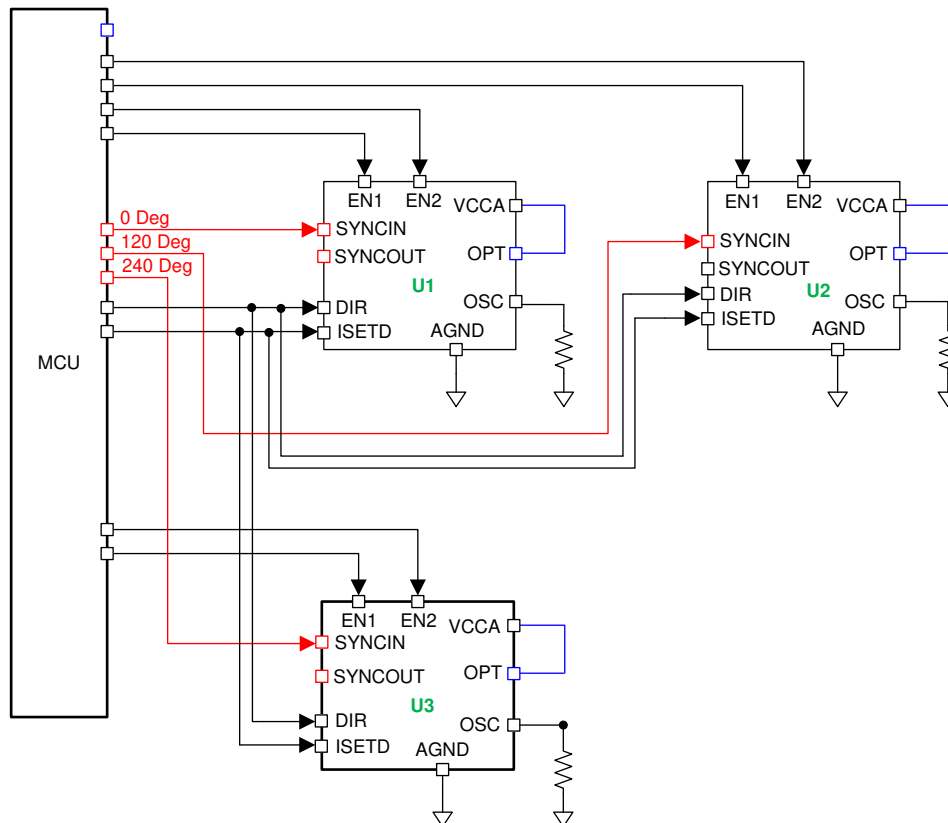 MCU
0 Deg
120 Deg
240 Deg
EN1 EN2
SYNCIN
SYNCOUT
DIR
ISETD
VCCA
OPT
OSC
AGND
U1
EN1 EN2
SYNCIN
SYNCOUT
DIR
ISETD
VCCA
OPT
OSC
AGND
U2
EN1 EN2
SYNCIN
SYNCOUT
DIR
ISETD
VCCA
OPT
OSC
AGND
U3